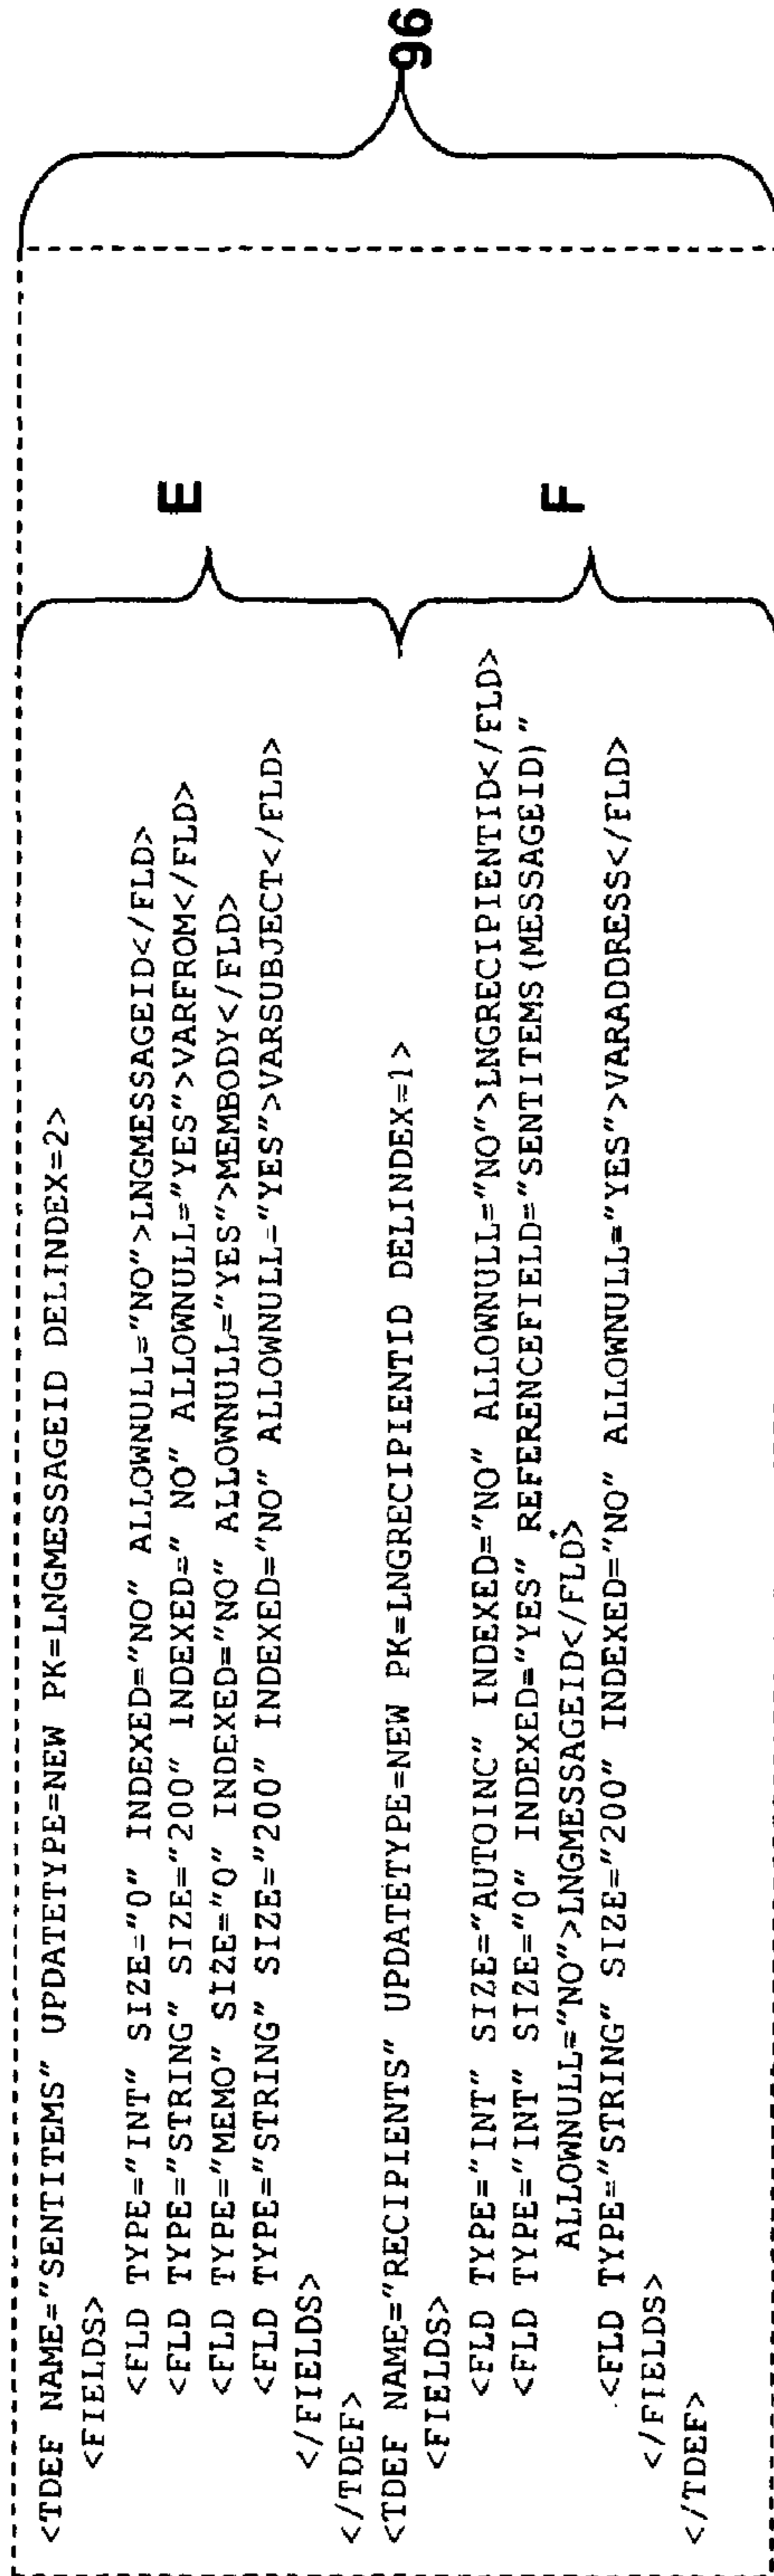 <TDEF NAME="SENTITEMS" UPDATETYPE=NEW PK=LNGMESSAGEID DELINDEX=2>
<FIELDS>
<FLD TYPE="INT" SIZE="0" INDEXED="NO" ALLOWNULL="NO">LNGMESSAGEID</FLD>
<FLD TYPE="STRING" SIZE="200" INDEXED=" NO" ALLOWNULL="YES">VARFROM</FLD>
<FLD TYPE="MEMO" SIZE="0" INDEXED="NO" ALLOWNULL="YES">MEMBODY</FLD>
<FLD TYPE="STRING" SIZE="200" INDEXED="NO" ALLOWNULL="YES">VARSUBJECT</FLD>
</FIELDS>
</TDEF>
E
<TDEF NAME="RECIPIENTS" UPDATETYPE=NEW PK=LNGRECIPIENTID DELINDEX=1>
<FIELDS>
<FLD TYPE="INT" SIZE="AUTOINC" INDEXED="NO" ALLOWNULL="NO">LNGRECIPIENTID</FLD>
<FLD TYPE="INT" SIZE="0" INDEXED="YES" REFERENCEFIELD="SENTITEMS(MESSAGEID)"
ALLOWNULL="NO">LNGMESSAGEID</FLD>
<FLD TYPE="STRING" SIZE="200" INDEXED="NO" ALLOWNULL="YES">VARADDRESS</FLD>
</FIELDS>
</TDEF>
F
96